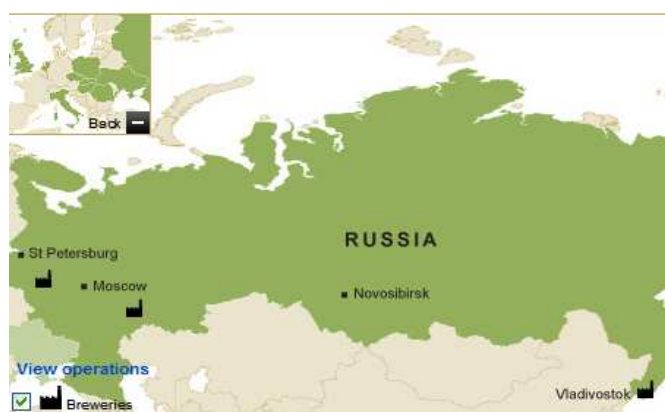 Back
RUSSIA
St Petersburg
Moscow
Novosibirsk
View operations
Vladivostok
Breweries